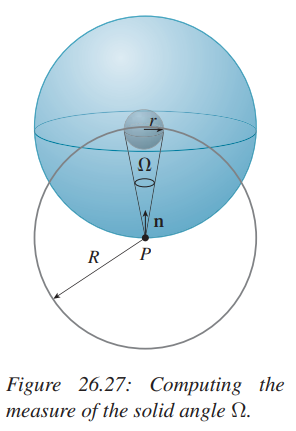 r
Ω
n
R
P
Figure 26.27: Computing the
measure of the solid angle Ω.